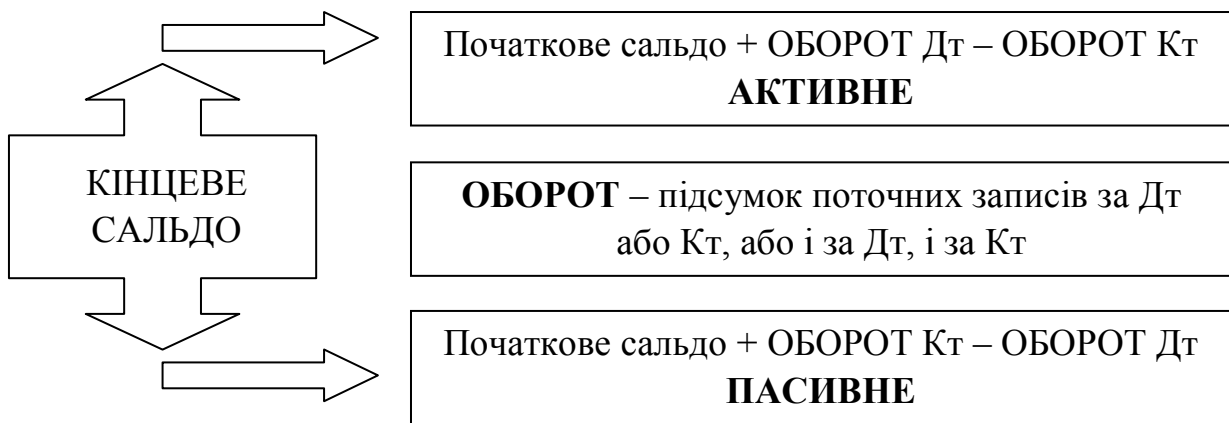 Початкове сальдо + ОБОРОТ Дт – ОБОРОТ Кт
АКТИВНЕ
КІНЦЕВЕ
САЛЬДО
ОБОРОТ – підсумок поточних записів за Дт
або Кт, або і за Дт, і за Кт
Початкове сальдо + ОБОРОТ Кт – ОБОРОТ Дт
ПАСИВНЕ